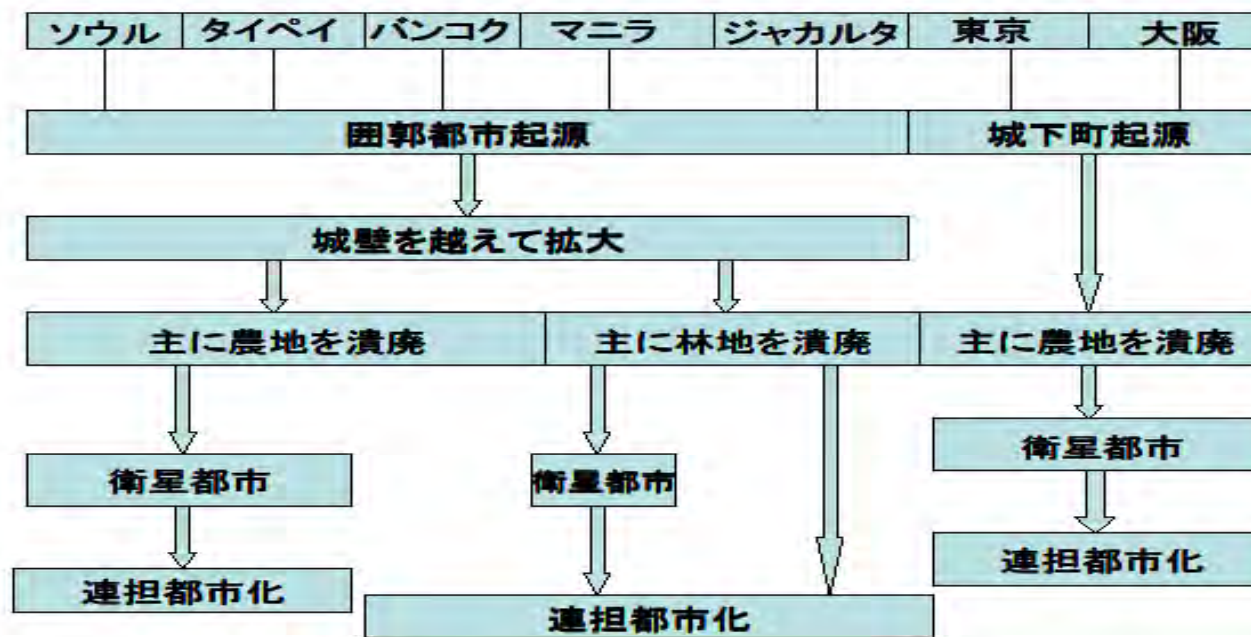 ソウル タイペイ バンコク マニラ ジャカルタ 東京 大阪
囲郭都市起源 城下町起源
城壁を越えて拡大
主に農地を潰廃 主に林地を潰廃 主に農地を潰廃
衛星都市
衛星都市 衛星都市
連担都市化
連担都市化
連担都市化